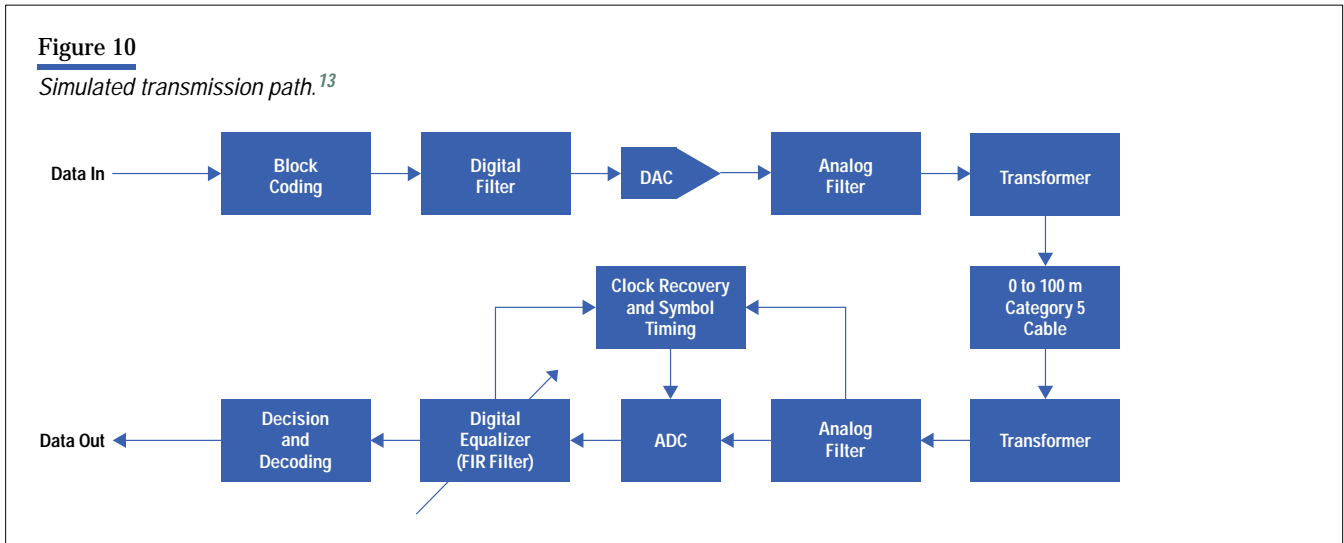 Figure 10
Simulated transmission path.13
Data In
Block
Coding
Digital
Filter
DAC
Analog
Filter
Transformer
Clock Recovery
and Symbol
Timing
0 to 100 m
Category 5
Cable
Data Out
Decision
and
Decoding
Digital
Equalizer
(FIR Filter)
ADC
Analog
Filter
Transformer